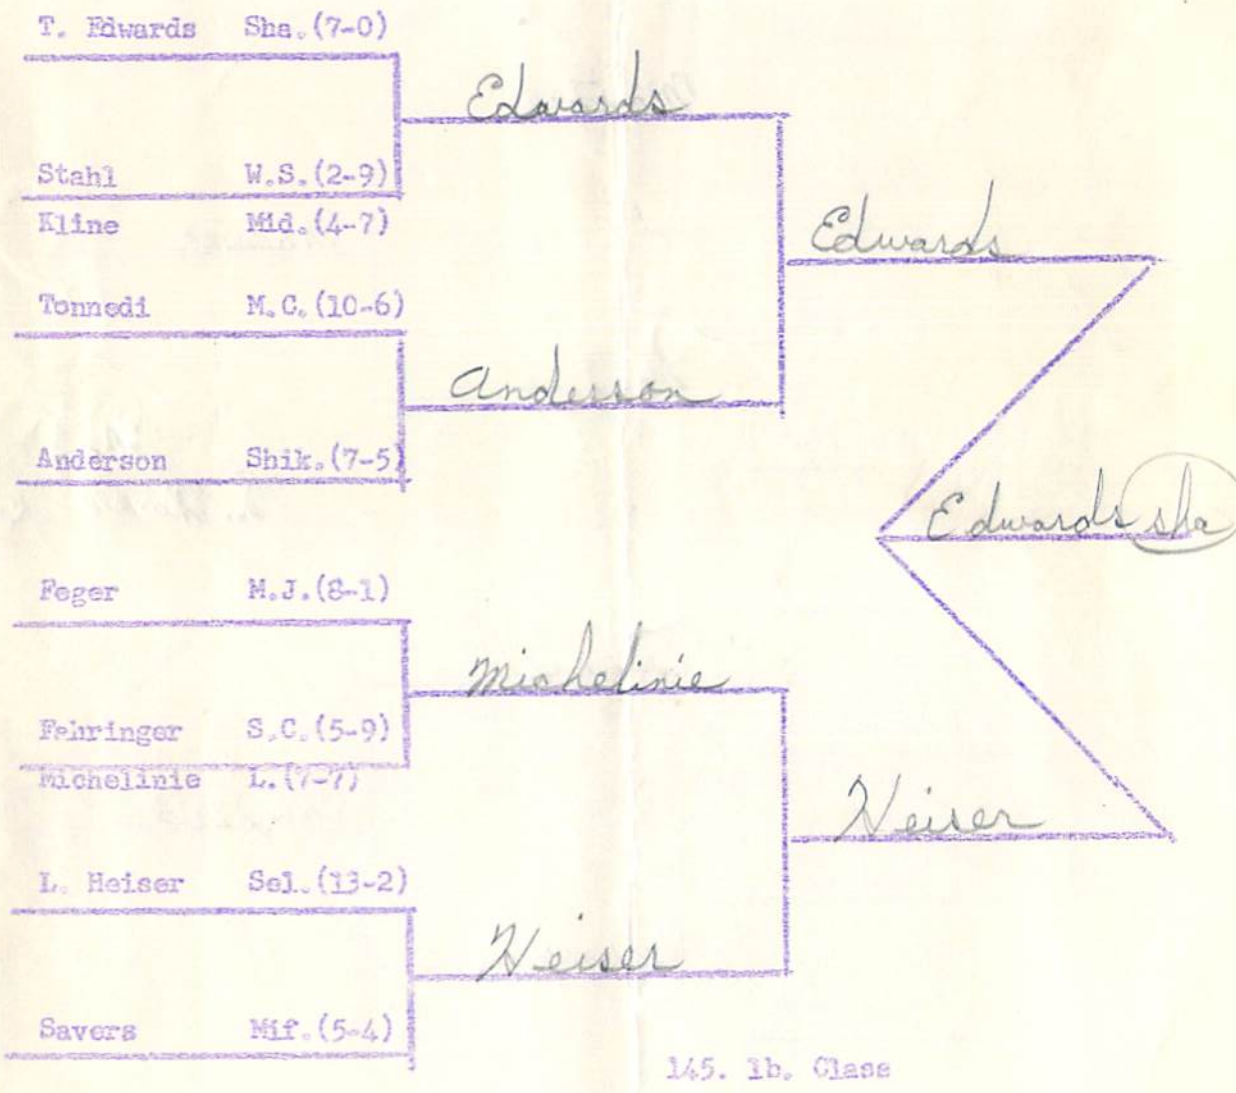 T. Edwards Sha.(7-0)
Edwards
Stahl W.S.(2-9)
Kline Mid.(4-7)
Edwards
Tonnedi M.C.(10-6)
Anderson
Anderson Shik.(7-5)
Edwards sha
Feger M.J.(8-1)
Michelinie
Fehringer S.C.(5-9)
Michelinie L.(7-7)
Heiser
L. Heiser Sel.(13-2)
Heiser
Savers Mif.(5-4)
145. lb. Class